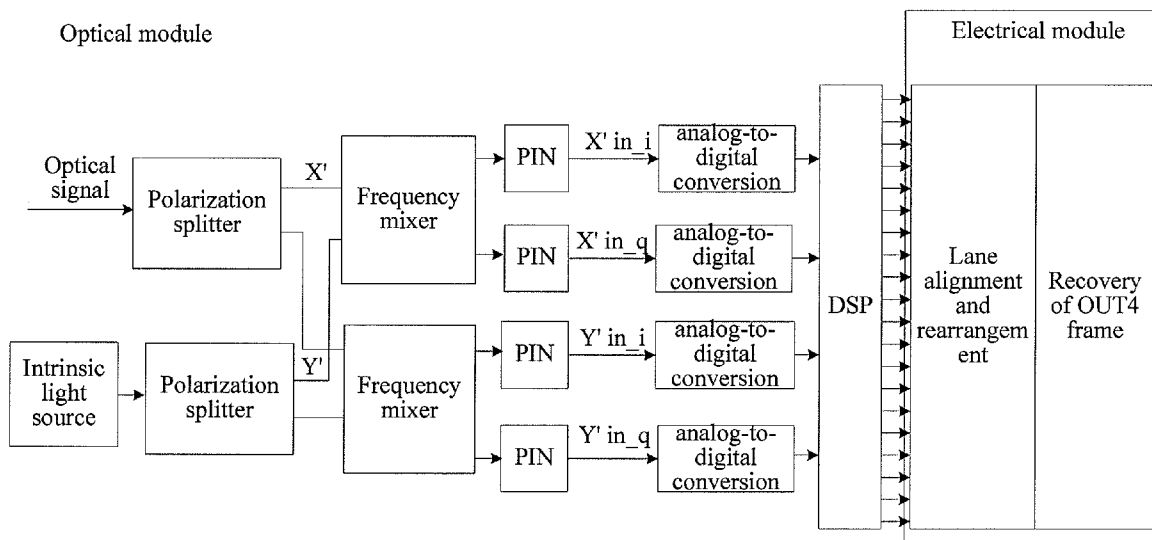 Optical module
Electrical module
Optical
signal
Polarization
splitter
X'
Frequency
mixer
PIN
X' in_i
analog-to-
digital
conversion
PIN
X' in_q
analog-to-
digital
conversion
Intrinsic
light
source
Polarization
splitter
Y'
Frequency
mixer
PIN
Y' in_i
analog-to-
digital
conversion
PIN
Y' in_q
analog-to-
digital
conversion
DSP
Lane
alignment
and
rearrangem
ent
Recovery
of OUT4
frame